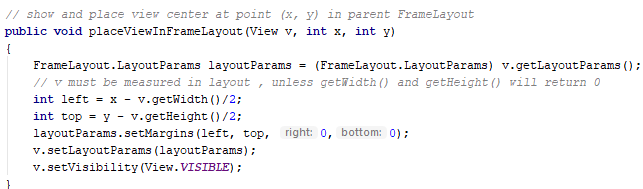 // show and place view center at point (x, y) in parent FrameLayout
public void placeViewInFrameLayout(View v, int x, int y)
{
FrameLayout.LayoutParams layoutParams = (FrameLayout.LayoutParams) v.getLayoutParams();
// v must be measured in layout , unless getWidth() and getHeight() will return 0
int left = x - v.getWidth()/2;
int top = y - v.getHeight()/2;
layoutParams.setMargins(left, top, right: 0, bottom: 0);
v.setLayoutParams(layoutParams);
v.setVisibility(View.VISIBLE);
}